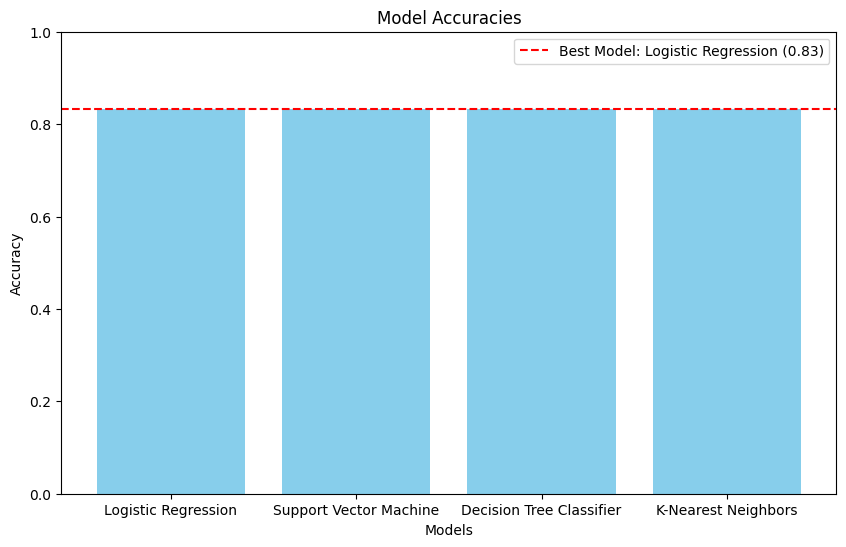 Model Accuracies
Best Model: Logistic Regression (0.83)
1.0
0.8
0.6
0.4
0.2
0.0
Accuracy
Logistic Regression
Support Vector Machine
Decision Tree Classifier
K-Nearest Neighbors
Models